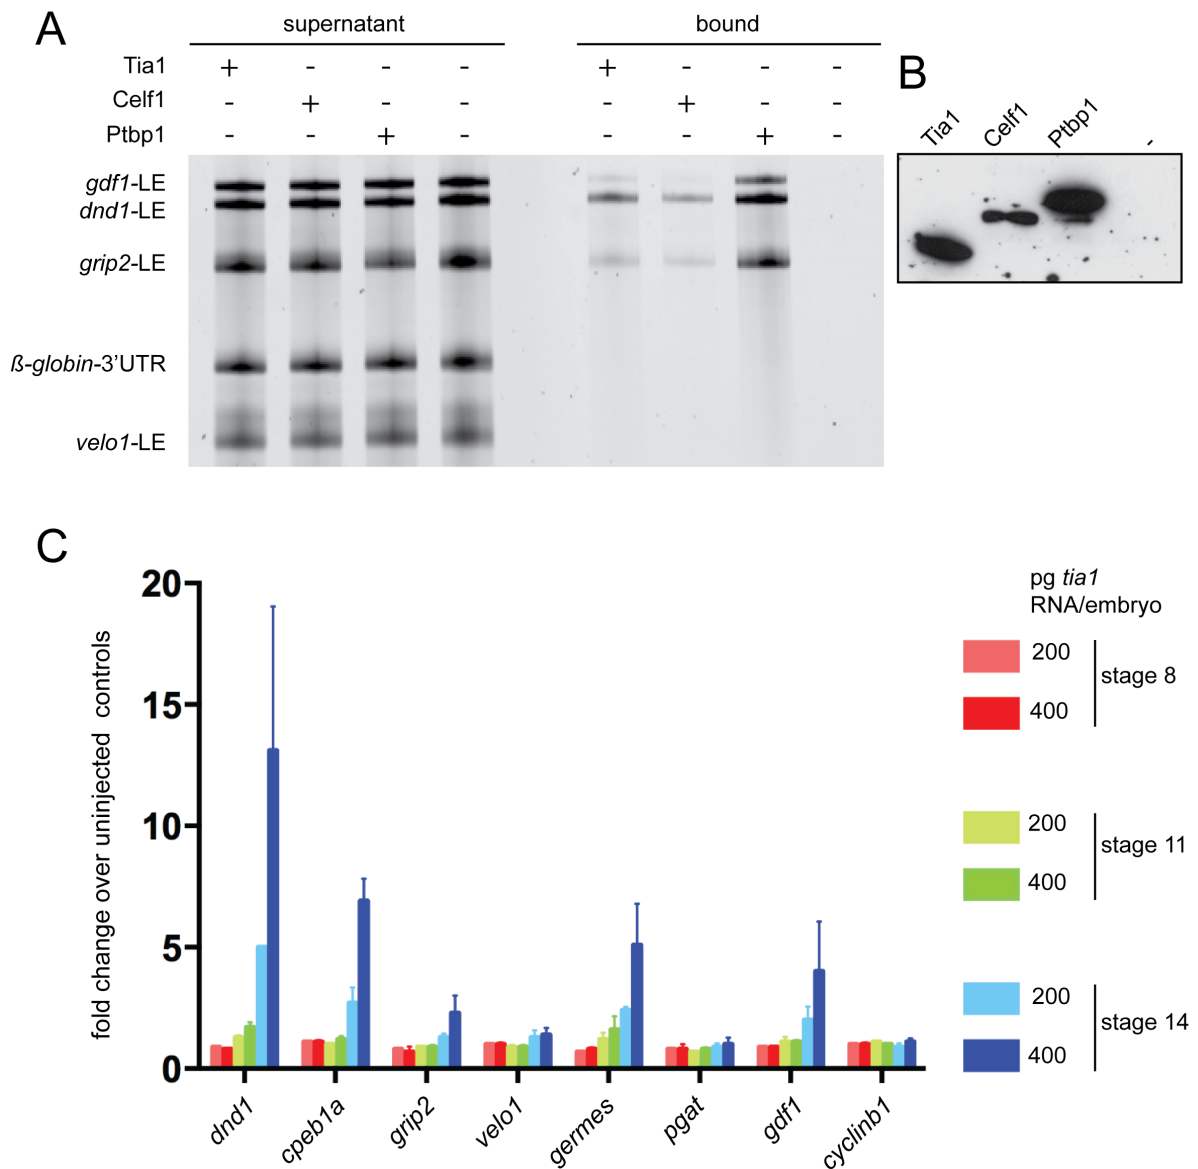 A
supernatant
bound
Tia1 + - - - + - - -
Celf1 - + - - - + - -
Ptbp1 - - + - - - + -
gdf1-LE
dnd1-LE
grip2-LE
ß-globin-3'UTR
velo1-LE
B
Tia1
Celf1
Ptbp1
-
C
fold change over uninjected controls
20
15
10
5
0
dnd1
cpeb1a
grip2
velo1
germes
pgat
gdf1
cyclinb1
pg tia1
RNA/embryo
200
400
stage 8
200
400
stage 11
200
400
stage 14